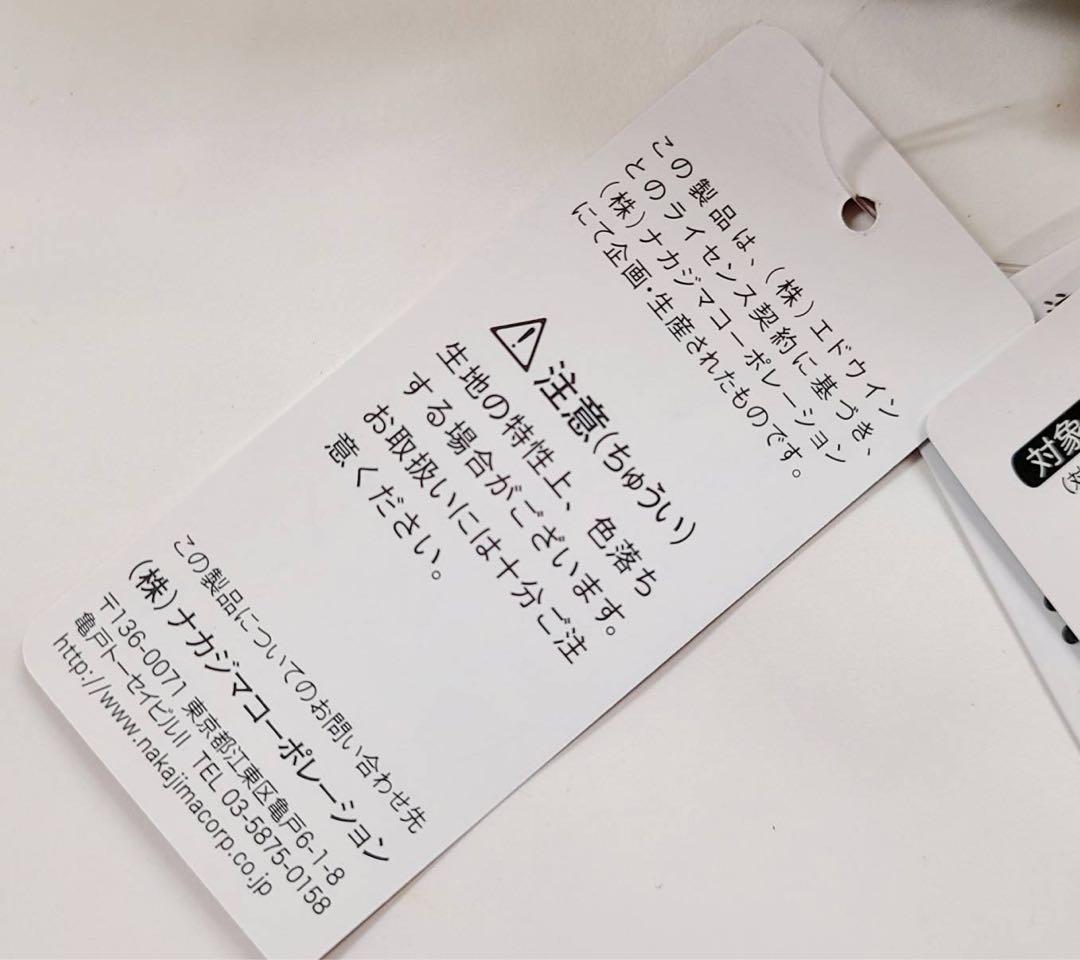 この製品は、(株)エドウイン
とのライセンス契約に基づき、
(株)ナカジマコーポレーション
にて企画・生産されたものです。
注意(ちゅうい)
生地の特性上、色落ち
する場合がございます。
お取扱いには十分ご注
意ください。
この製品についてのお問い合わせ先
(株)ナカジマコーポレーション
〒136-0071 東京都江東区亀戸6-1-8
亀戸トーセイビルII TEL 03-5875-0158
http://www.nakajimacorp.co.jp
対象